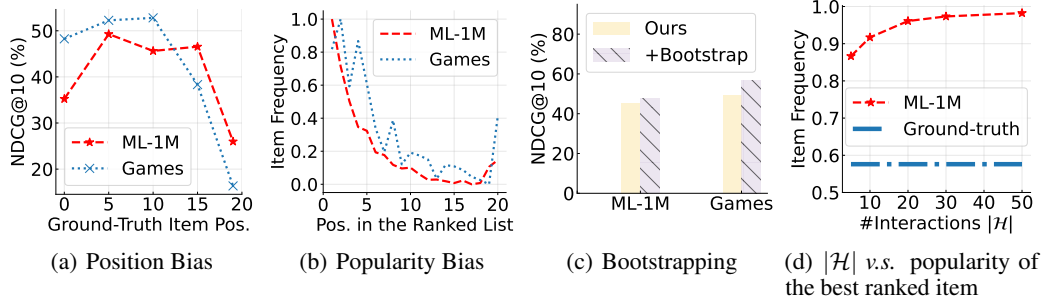 NDCG@10 (%)
50
40
30
20
ML-1M
Games
0 5 10 15 20
Ground-Truth Item Pos.
(a) Position Bias
Item Frequency
1.0
0.8
0.6
0.4
0.2
0.0
ML-1M
Games
0 5 10 15 20
Pos. in the Ranked List
(b) Popularity Bias
NDCG@10 (%)
80
60
40
20
0
Ours
+Bootstrap
ML-1M Games
(c) Bootstrapping
Item Frequency
1.0
0.9
0.8
0.7
0.6
0.5
ML-1M
Ground-truth
10 20 30 40 50
#Interactions |ℋ|
(d) |ℋ| v.s. popularity of
the best ranked item